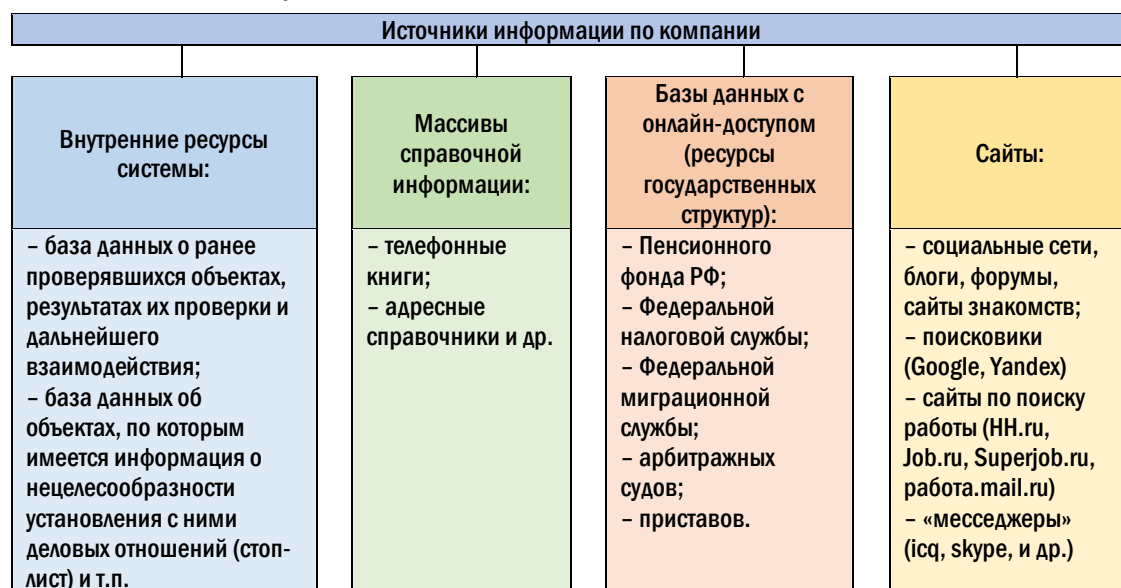 Источники информации по компании
Внутренние ресурсы
системы:
– база данных о ранее
проверявшихся объектах,
результатах их проверки и
дальнейшего
взаимодействия;
– база данных об
объектах, по которым
имеется информация о
нецелесообразности
установления с ними
деловых отношений (стоп-
лист) и т.п.
Массивы
справочной
информации:
– телефонные
книги;
– адресные
справочники и др.
Базы данных с
онлайн-доступом
(ресурсы
государственных
структур):
– Пенсионного
фонда РФ;
– Федеральной
налоговой службы;
– Федеральной
миграционной
службы;
– арбитражных
судов;
– приставов.
Сайты:
– социальные сети,
блоги, форумы,
сайты знакомств;
– поисковики
(Google, Yandex)
– сайты по поиску
работы (HH.ru,
Job.ru, Superjob.ru,
работа.mail.ru)
– «месседжеры»
(icq, skype, и др.)